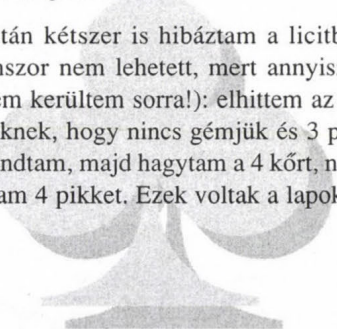 tán kétszer is hibáztam a licitb
nszor nem lehetett, mert annyis
m kerültem sorra!): elhittem az
knek, hogy nincs gémjük és 3 p
ndtam, majd hagytam a 4 kőrt, n
am 4 pikket. Ezek voltak a lapok